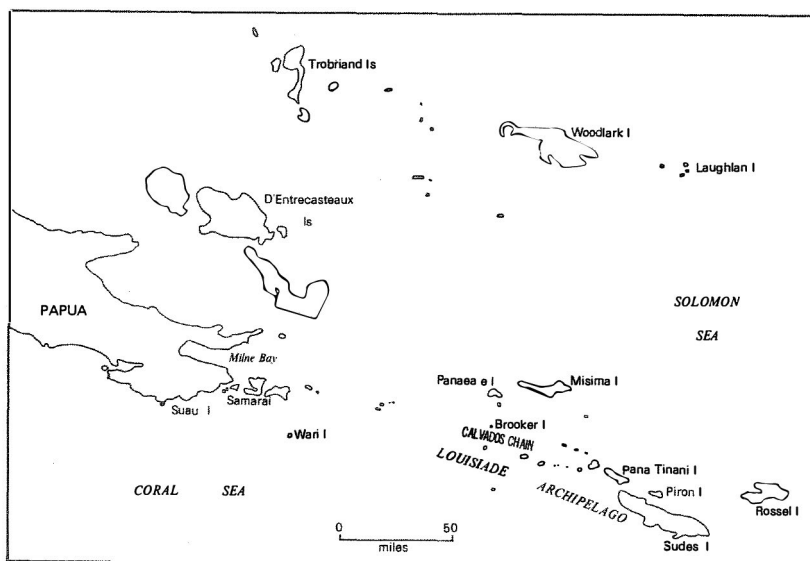 Trobriand Is
Woodlark I
Laughlan I
D'Entrecasteaux
Is
PAPUA
SOLOMON
SEA
Milne Bay
Panaea e I
Misima I
Suau I
Samarai
Brooker I
Wari I
CALVADOS CHAIN
LOUISIADE
ARCHIPELAGO
Pana Tinani I
Piron I
Rossel I
CORAL SEA
Sudes I
0 50
miles